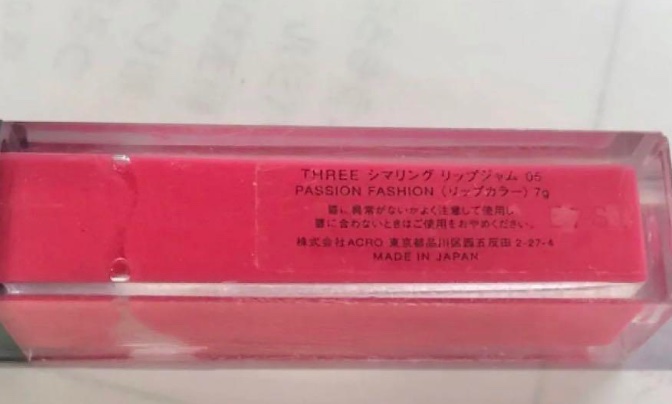 THREE シマリング リップジャム 05
PASSION FASHION (リップカラー) 7g
唇に異常がないかよく注意して使用し、
唇に合わないときはご使用をおやめください。
株式会社ACRO 東京都品川区西五反田 2-27-4
MADE IN JAPAN